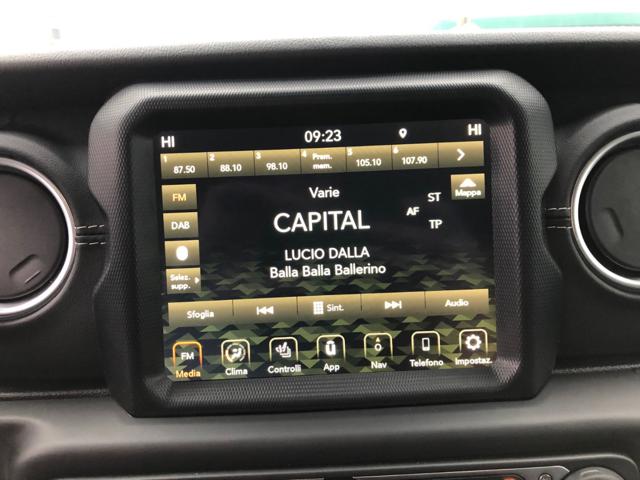 HI 09:23 HI
1 87.50 2 88.10 3 98.10 4 Prem. mem. 5 105.10 6 107.90
FM Varie Mappa
CAPITAL ST
DAB AF TP
LUCIO DALLA
Selez. supp. Balla Balla Ballerino
Sfoglia Sint. Audio
FM
Media Clima Controlli App Nav Telefono Impostaz.